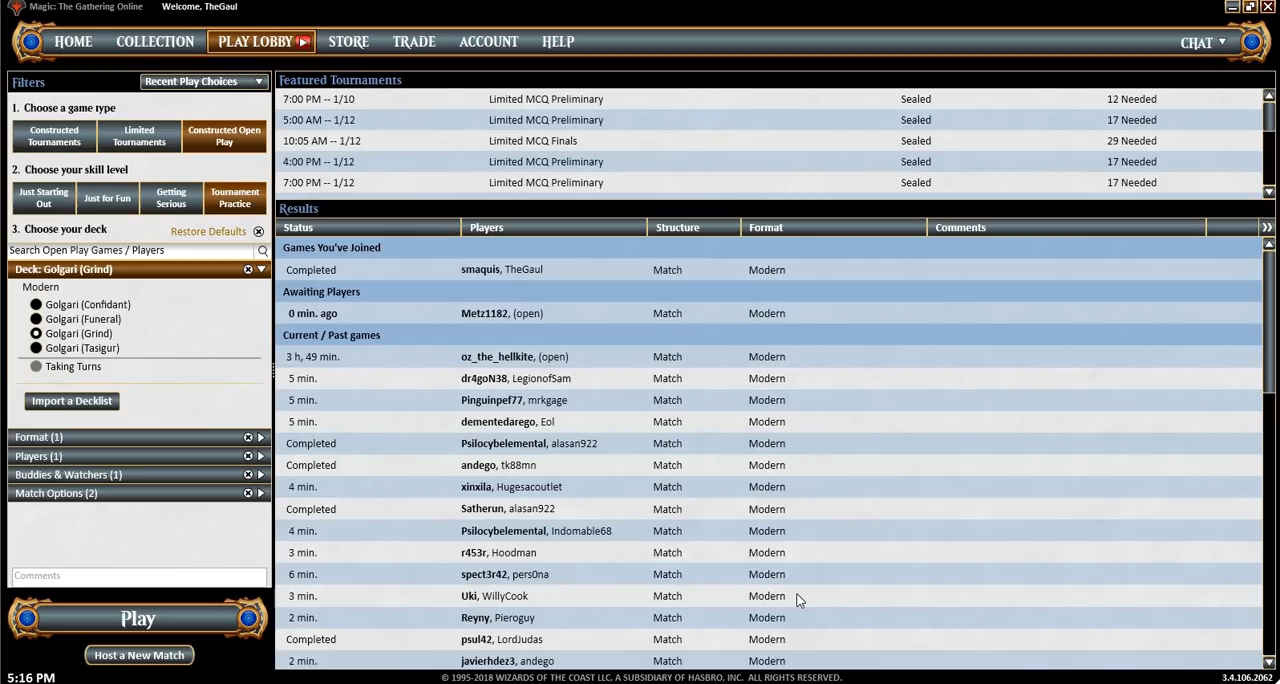 Magic: The Gathering Online Welcome, TheGaul
HOME COLLECTION PLAY LOBBY STORE TRADE ACCOUNT HELP CHAT
Filters Recent Play Choices
1. Choose a game type
Constructed Tournaments
Limited Tournaments
Constructed Open Play
2. Choose your skill level
Just Starting Out
Just for Fun
Getting Serious
Tournament Practice
3. Choose your deck Restore Defaults
Search Open Play Games / Players
Deck: Golgari (Grind)
Modern
Golgari (Confidant)
Golgari (Funeral)
Golgari (Grind)
Golgari (Tasigur)
Taking Turns
Import a Decklist
Format (1)
Players (1)
Buddies & Watchers (1)
Match Options (2)
Comments
Play
Host a New Match
5:16 PM
Featured Tournaments
7:00 PM -- 1/10 Limited MCQ Preliminary Sealed 12 Needed
5:00 AM -- 1/12 Limited MCQ Preliminary Sealed 17 Needed
10:05 AM -- 1/12 Limited MCQ Finals Sealed 29 Needed
4:00 PM -- 1/12 Limited MCQ Preliminary Sealed 17 Needed
7:00 PM -- 1/12 Limited MCQ Preliminary Sealed 17 Needed
Results
Status Players Structure Format Comments
Games You've Joined
Completed smaquis, TheGaul Match Modern
Awaiting Players
0 min. ago Metz1182, (open) Match Modern
Current / Past games
3 h, 49 min. oz_the_hellkite, (open) Match Modern
5 min. dr4goN38, LegionofSam Match Modern
5 min. Pinguinpef77, mrkgage Match Modern
5 min. dementedarego, Eol Match Modern
Completed Psilocybelemental, alasan922 Match Modern
Completed andego, tk88mn Match Modern
4 min. xinxila, Hugesacoutlet Match Modern
Completed Satherun, alasan922 Match Modern
4 min. Psilocybelemental, Indomable68 Match Modern
3 min. r453r, Hoodman Match Modern
6 min. spect3r42, pers0na Match Modern
3 min. Uki, WillyCook Match Modern
2 min. Reyny, Pieroguy Match Modern
Completed psul42, LordJudas Match Modern
2 min. javierhdez3, andego Match Modern
© 1995-2018 WIZARDS OF THE COAST LLC, A SUBSIDIARY OF HASBRO, INC. ALL RIGHTS RESERVED. 3.4.106.2062